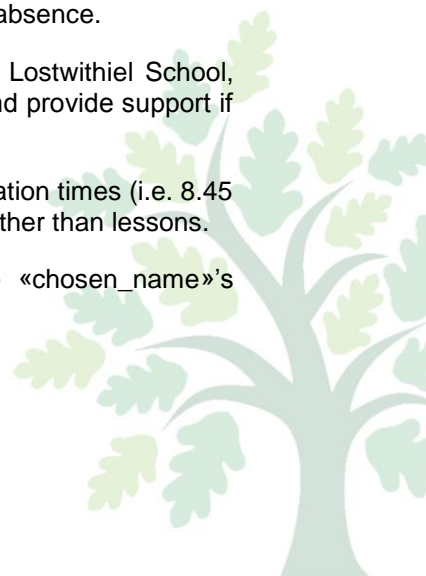 absence.
Lostwithiel School,
nd provide support if
ation times (i.e. 8.45
ther than lessons.
«chosen_name»'s